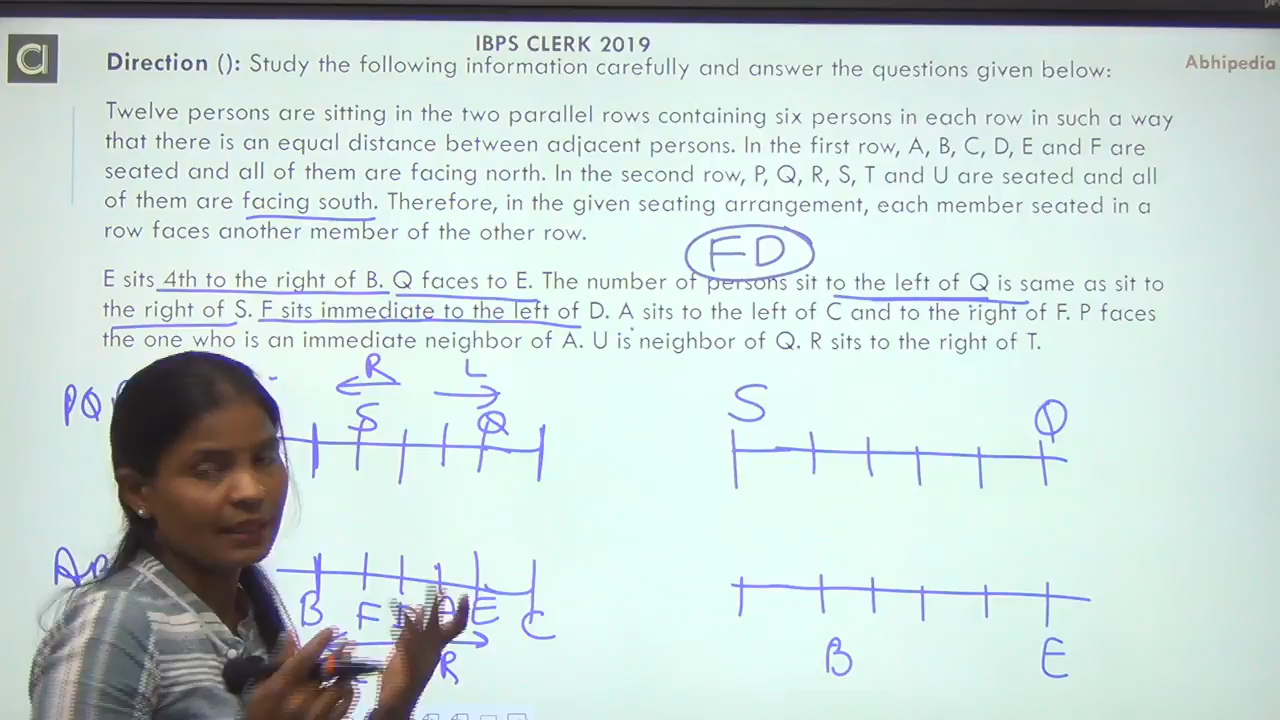 IBPS CLERK 2019
Abhipedia
Direction (): Study the following information carefully and answer the questions given below:
Twelve persons are sitting in the two parallel rows containing six persons in each row in such a way
that there is an equal distance between adjacent persons. In the first row, A, B, C, D, E and F are
seated and all of them are facing north. In the second row, P, Q, R, S, T and U are seated and all
of them are facing south. Therefore, in the given seating arrangement, each member seated in a
row faces another member of the other row.
FD
E sits 4th to the right of B. Q faces to E. The number of persons sit to the left of Q is same as sit to
the right of S. F sits immediate to the left of D. A sits to the left of C and to the right of F. P faces
the one who is an immediate neighbor of A. U is neighbor of Q. R sits to the right of T.
R L
PQ S Q
S Q
B F A E C
R
B E